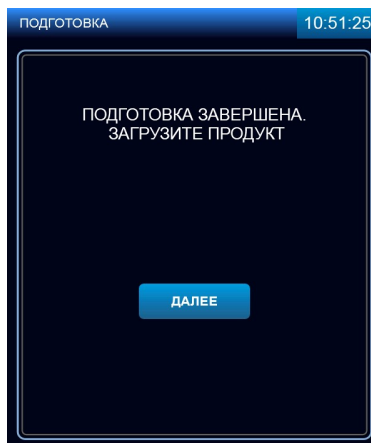 ПОДГОТОВКА
10:51:25
ПОДГОТОВКА ЗАВЕРШЕНА.
ЗАГРУЗИТЕ ПРОДУКТ
ДАЛЕЕ